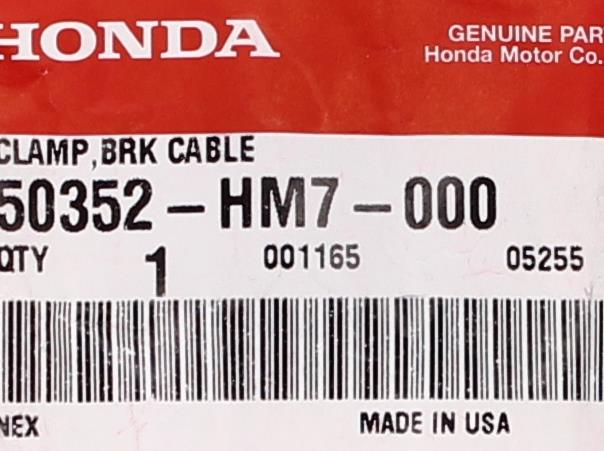 HONDA
GENUINE PAR
Honda Motor Co.
CLAMP,BRK CABLE
50352-HM7-000
QTY 1 001165 05255
NEX MADE IN USA